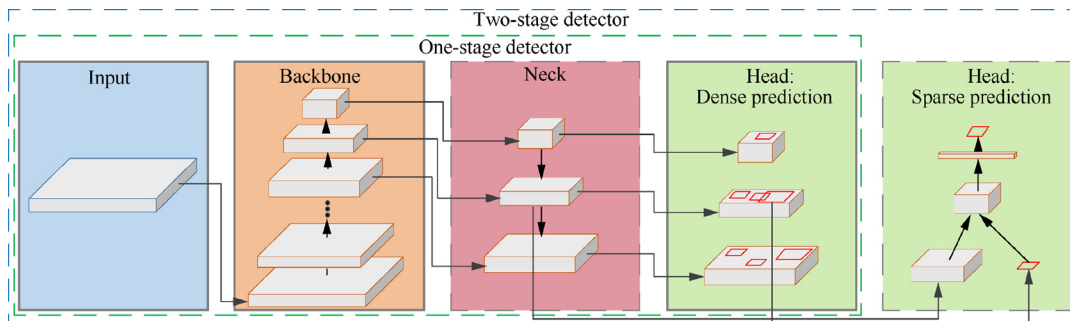 Two-stage detector
One-stage detector
Input
Backbone
Neck
Head:
Dense prediction
Head:
Sparse prediction